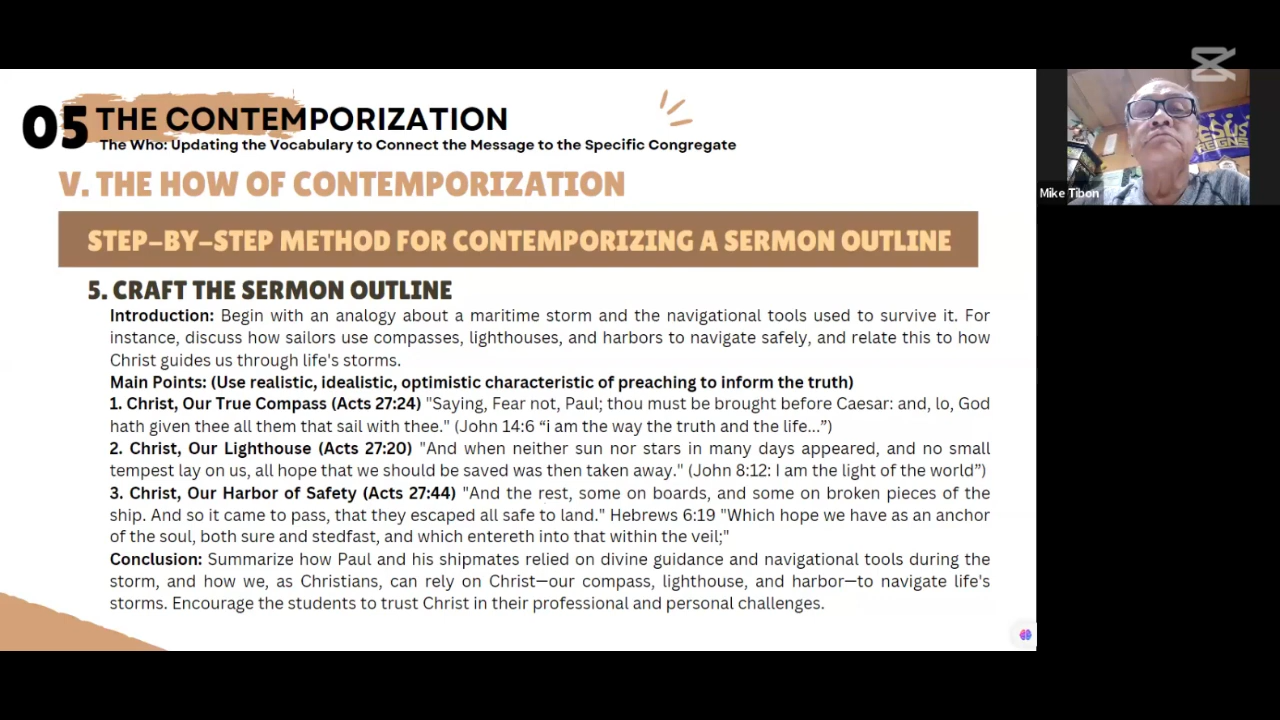 05 THE CONTEMPORIZATION
The Who: Updating the Vocabulary to Connect the Message to the Specific Congregate
V. THE HOW OF CONTEMPORIZATION
STEP-BY-STEP METHOD FOR CONTEMPORIZING A SERMON OUTLINE
5. CRAFT THE SERMON OUTLINE
Introduction: Begin with an analogy about a maritime storm and the navigational tools used to survive it. For
instance, discuss how sailors use compasses, lighthouses, and harbors to navigate safely, and relate this to how
Christ guides us through life's storms.
Main Points: (Use realistic, idealistic, optimistic characteristic of preaching to inform the truth)
1. Christ, Our True Compass (Acts 27:24) "Saying, Fear not, Paul; thou must be brought before Caesar: and, lo, God
hath given thee all them that sail with thee." (John 14:6 “i am the way the truth and the life...”)
2. Christ, Our Lighthouse (Acts 27:20) "And when neither sun nor stars in many days appeared, and no small
tempest lay on us, all hope that we should be saved was then taken away." (John 8:12: I am the light of the world”)
3. Christ, Our Harbor of Safety (Acts 27:44) "And the rest, some on boards, and some on broken pieces of the
ship. And so it came to pass, that they escaped all safe to land." Hebrews 6:19 "Which hope we have as an anchor
of the soul, both sure and stedfast, and which entereth into that within the veil;"
Conclusion: Summarize how Paul and his shipmates relied on divine guidance and navigational tools during the
storm, and how we, as Christians, can rely on Christ—our compass, lighthouse, and harbor—to navigate life's
storms. Encourage the students to trust Christ in their professional and personal challenges.
JESUS
REIGNS
Mike Tibon